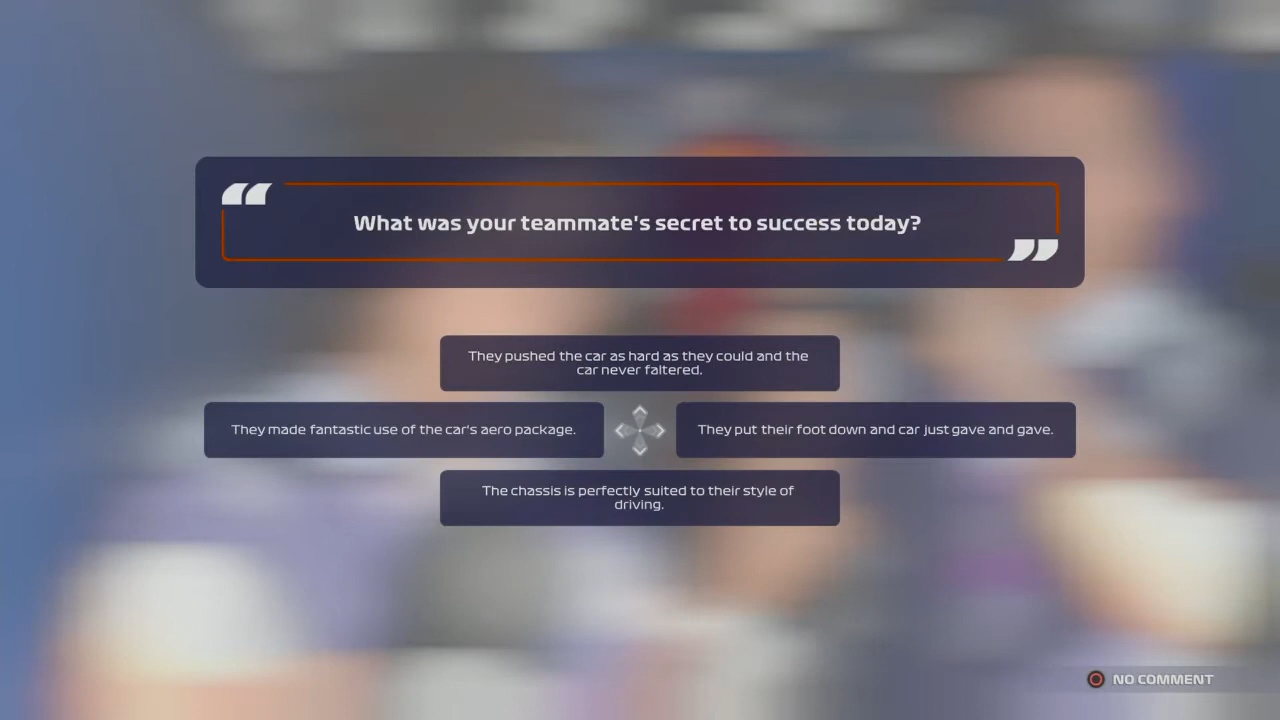 What was your teammate's secret to success today?
They pushed the car as hard as they could and the
car never faltered.
They made fantastic use of the car's aero package.
They put their foot down and car just gave and gave.
The chassis is perfectly suited to their style of
driving.
NO COMMENT